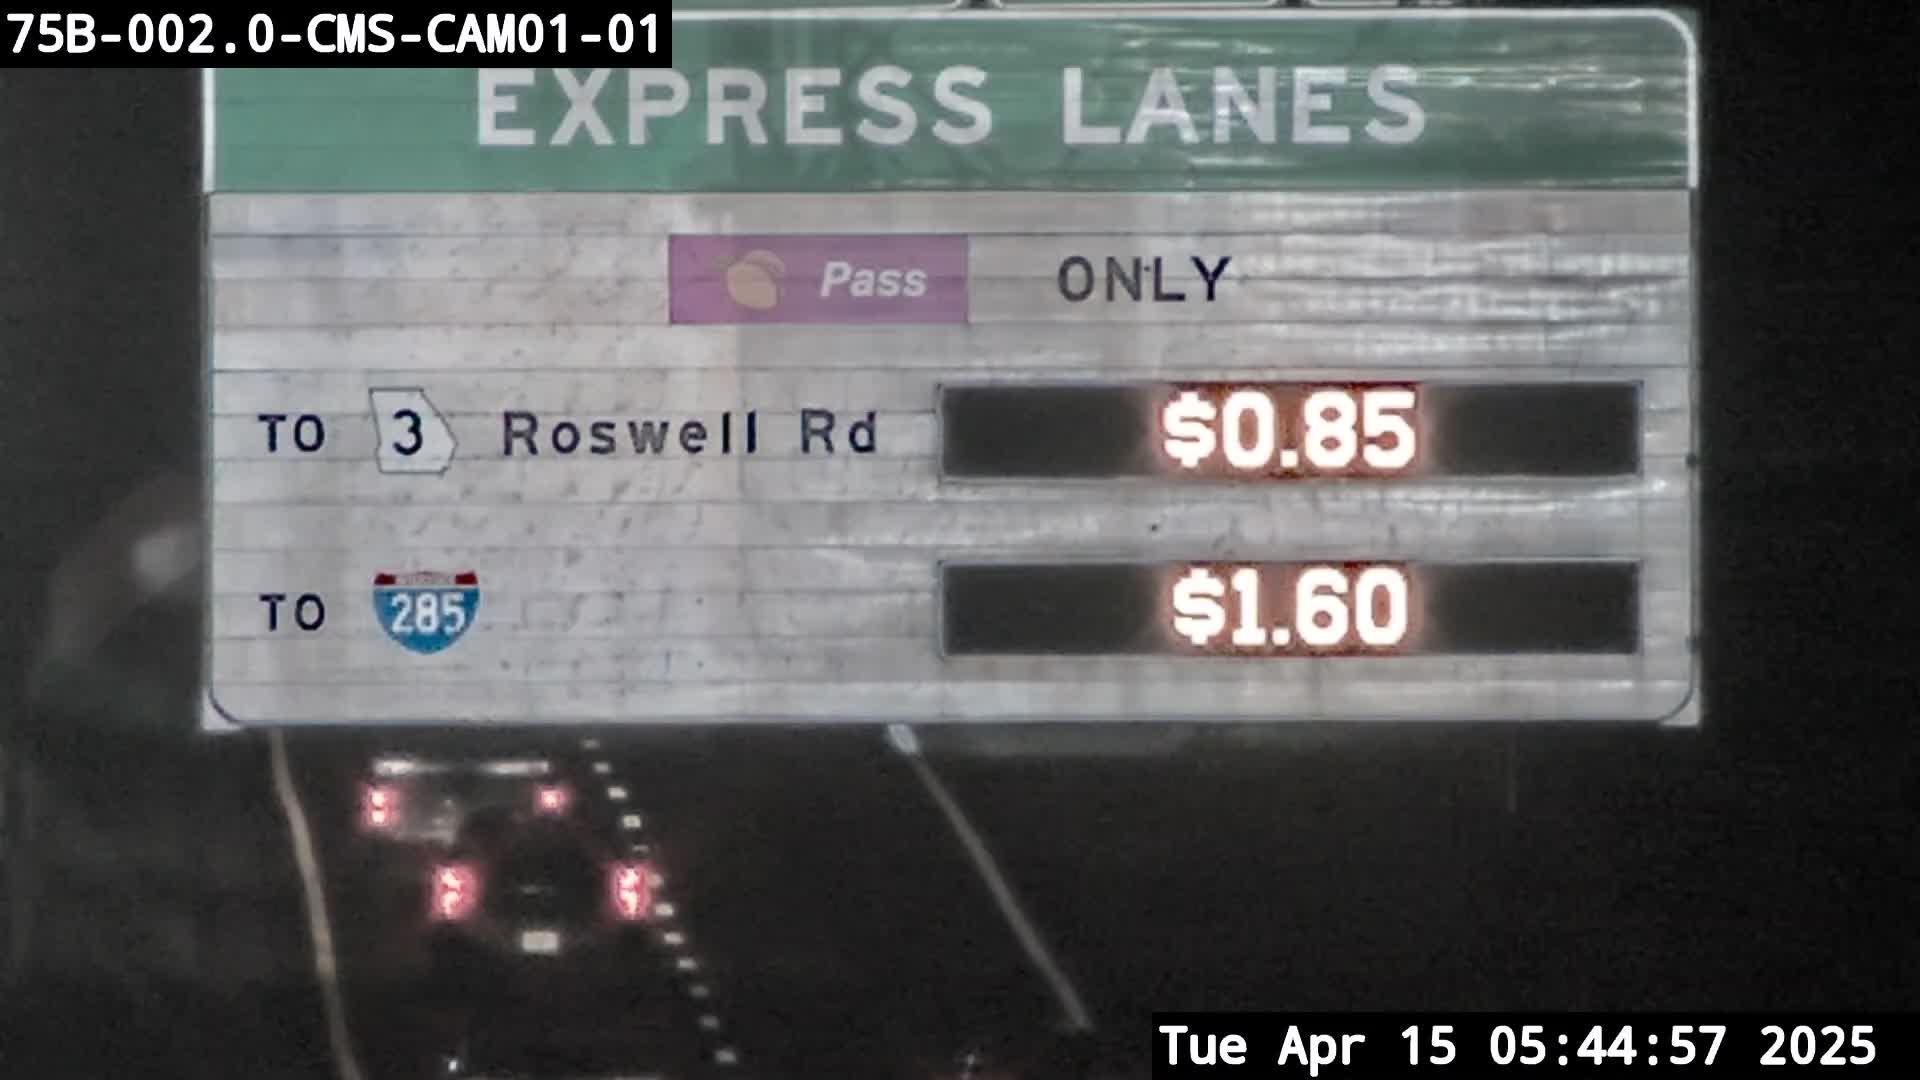 75B-002.0-CMS-CAM01-01
EXPRESS LANES
Pass ONLY
TO 3 Roswell Rd $0.85
TO 285 $1.60
Tue Apr 15 05:44:57 2025